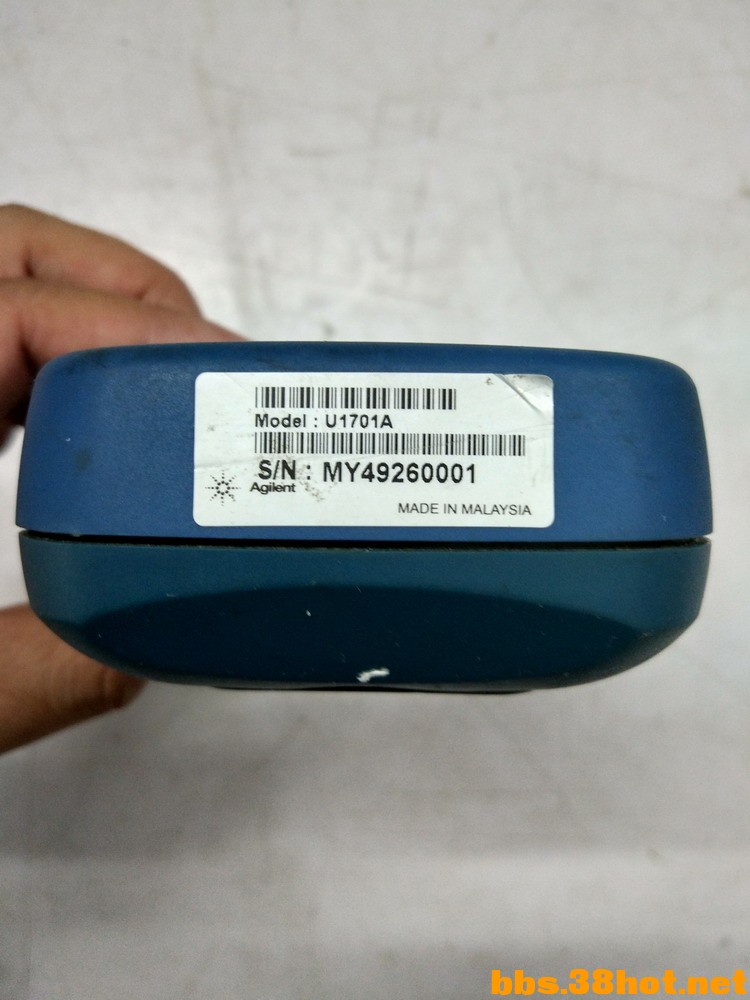 Model : U1701A
S/N : MY49260001
Agilent
MADE IN MALAYSIA
bbs.38hot.net